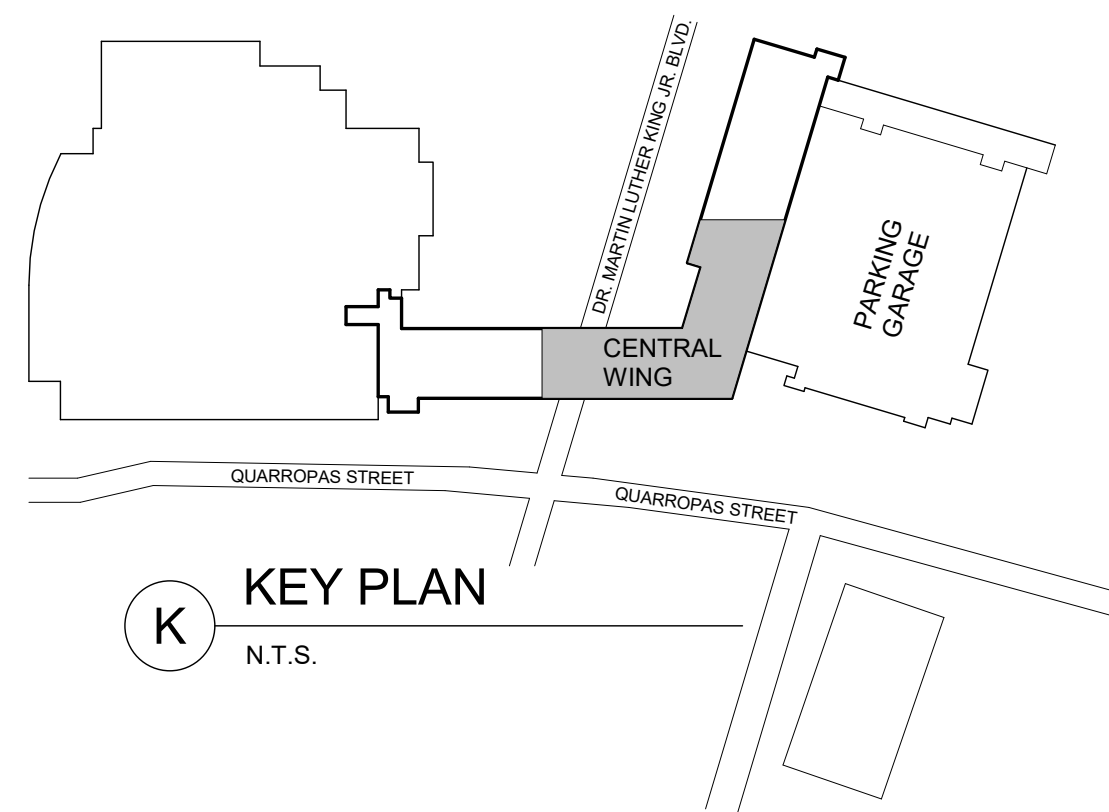 DR. MARTIN LUTHER KING JR. BLVD.
PARKING
GARAGE
CENTRAL
WING
QUARROPAS STREET
QUARROPAS STREET
KEY PLAN
K
N.T.S.